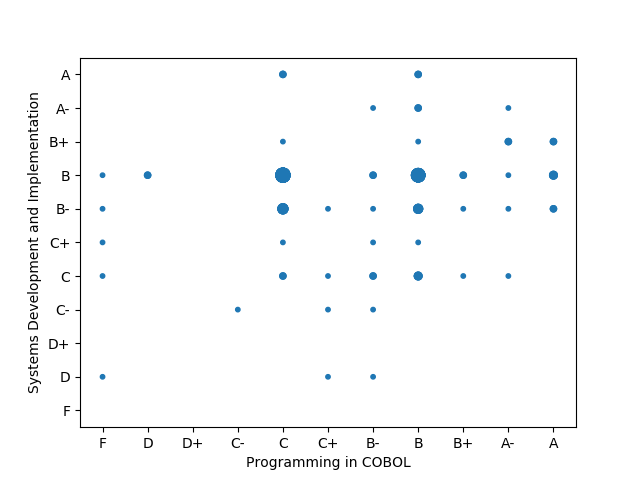 Systems Development and Implementation
A
A-
B+
B
B-
C+
C
C-
D+
D
F
F D D+ C- C C+ B- B B+ A- A
Programming in COBOL